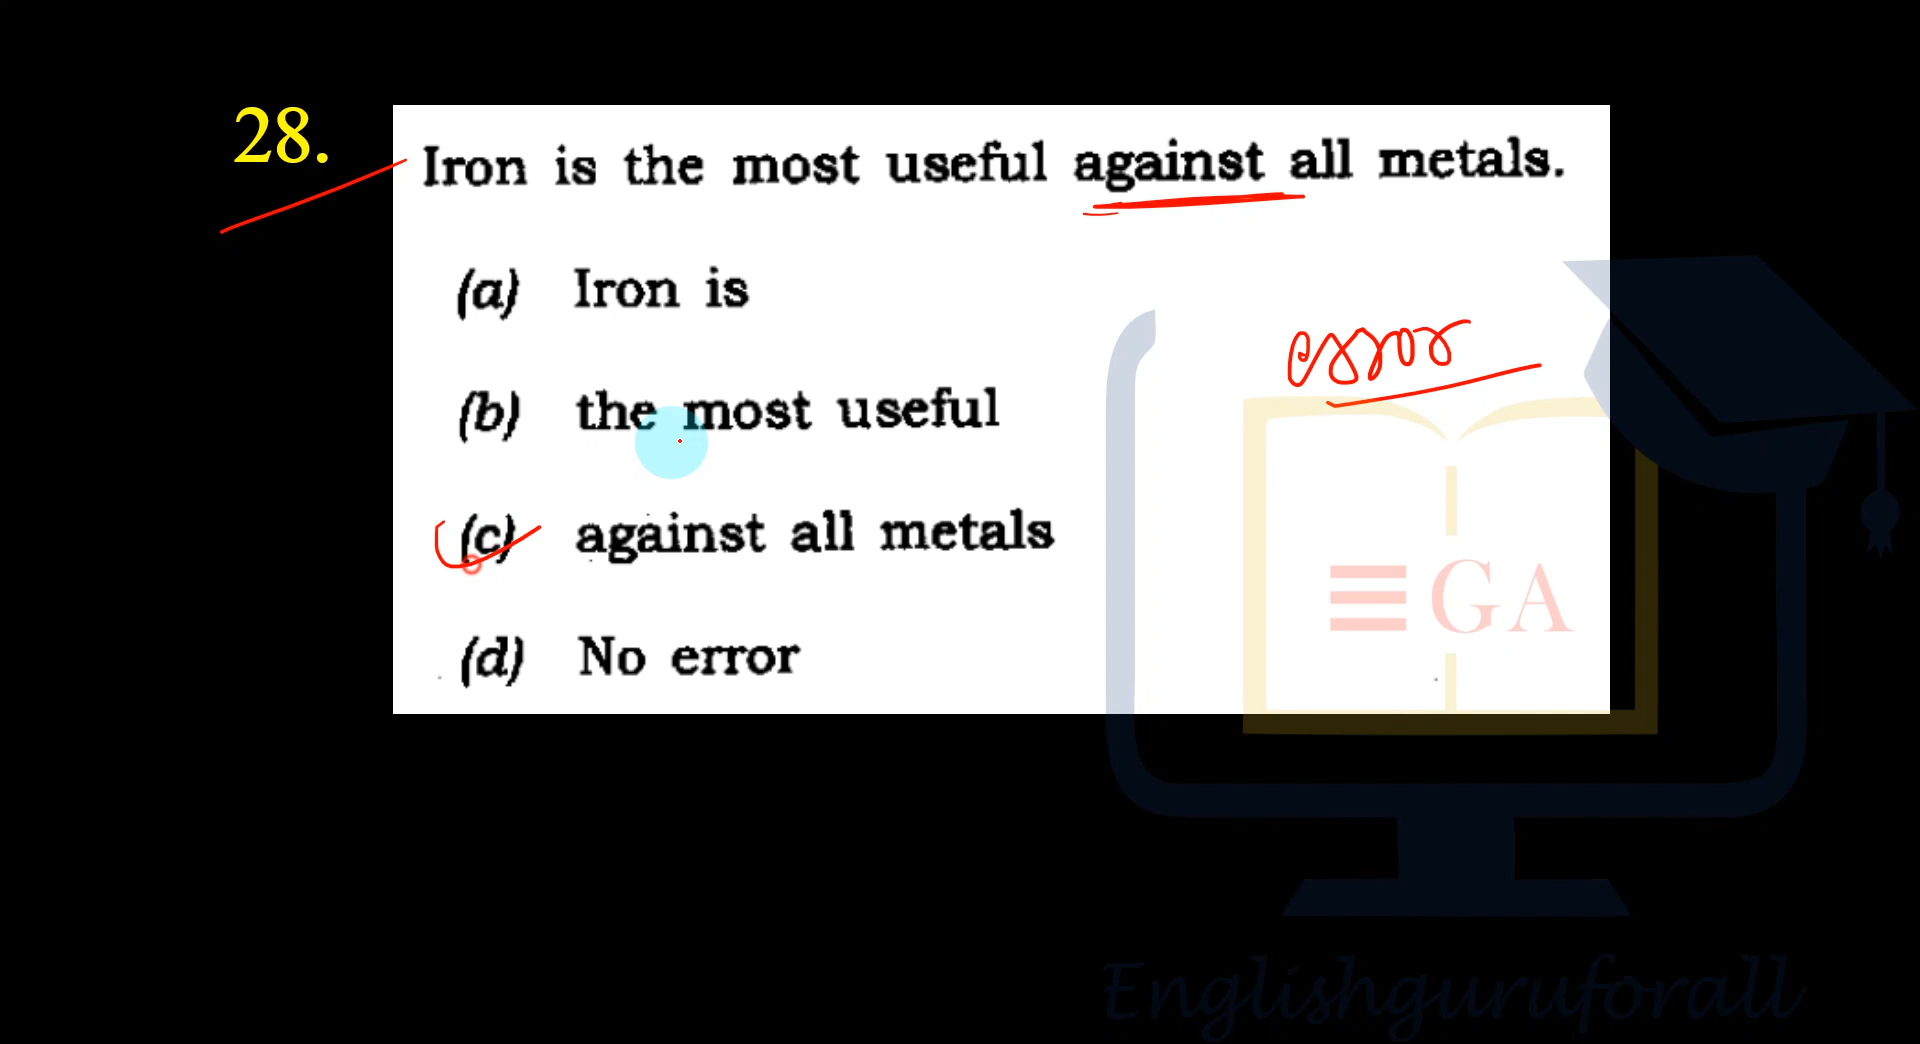 28.
Iron is the most useful against all metals.
(a) Iron is
error
(b) the most useful
(c) against all metals
GA
(d) No error
Englishguruforall